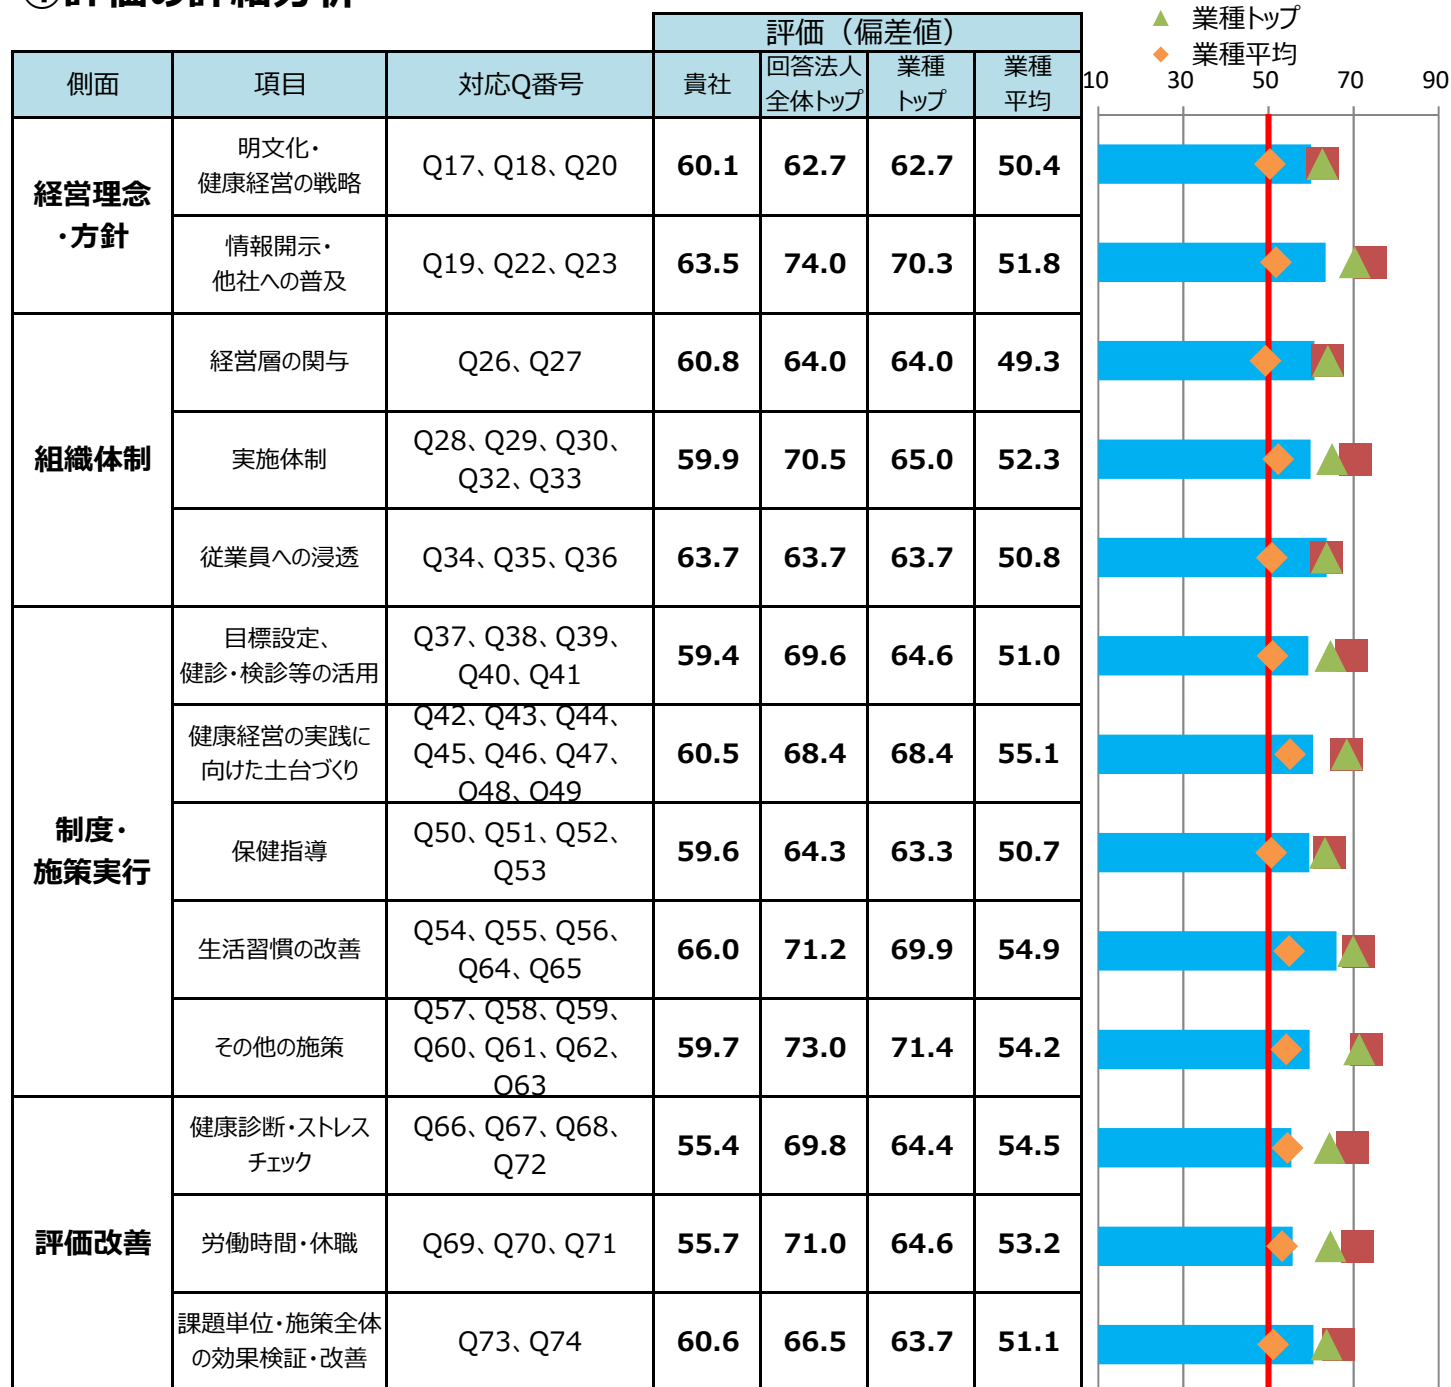 ①評価の詳細分析
▲ 業種トップ
◆ 業種平均
評価（偏差値）
側面 項目 対応Q番号 貴社 回答法人全体トップ 業種トップ 業種平均
10 30 50 70 90
経営理念・方針
明文化・健康経営の戦略 Q17、Q18、Q20 60.1 62.7 62.7 50.4
情報開示・他社への普及 Q19、Q22、Q23 63.5 74.0 70.3 51.8
組織体制
経営層の関与 Q26、Q27 60.8 64.0 64.0 49.3
実施体制 Q28、Q29、Q30、Q32、Q33 59.9 70.5 65.0 52.3
従業員への浸透 Q34、Q35、Q36 63.7 63.7 63.7 50.8
制度・施策実行
目標設定、健診・検診等の活用 Q37、Q38、Q39、Q40、Q41 59.4 69.6 64.6 51.0
健康経営の実践に向けた土台づくり Q42、Q43、Q44、Q45、Q46、Q47、Q48、Q49 60.5 68.4 68.4 55.1
保健指導 Q50、Q51、Q52、Q53 59.6 64.3 63.3 50.7
生活習慣の改善 Q54、Q55、Q56、Q64、Q65 66.0 71.2 69.9 54.9
その他の施策 Q57、Q58、Q59、Q60、Q61、Q62、Q63 59.7 73.0 71.4 54.2
評価改善
健康診断・ストレスチェック Q66、Q67、Q68、Q72 55.4 69.8 64.4 54.5
労働時間・休職 Q69、Q70、Q71 55.7 71.0 64.6 53.2
課題単位・施策全体の効果検証・改善 Q73、Q74 60.6 66.5 63.7 51.1